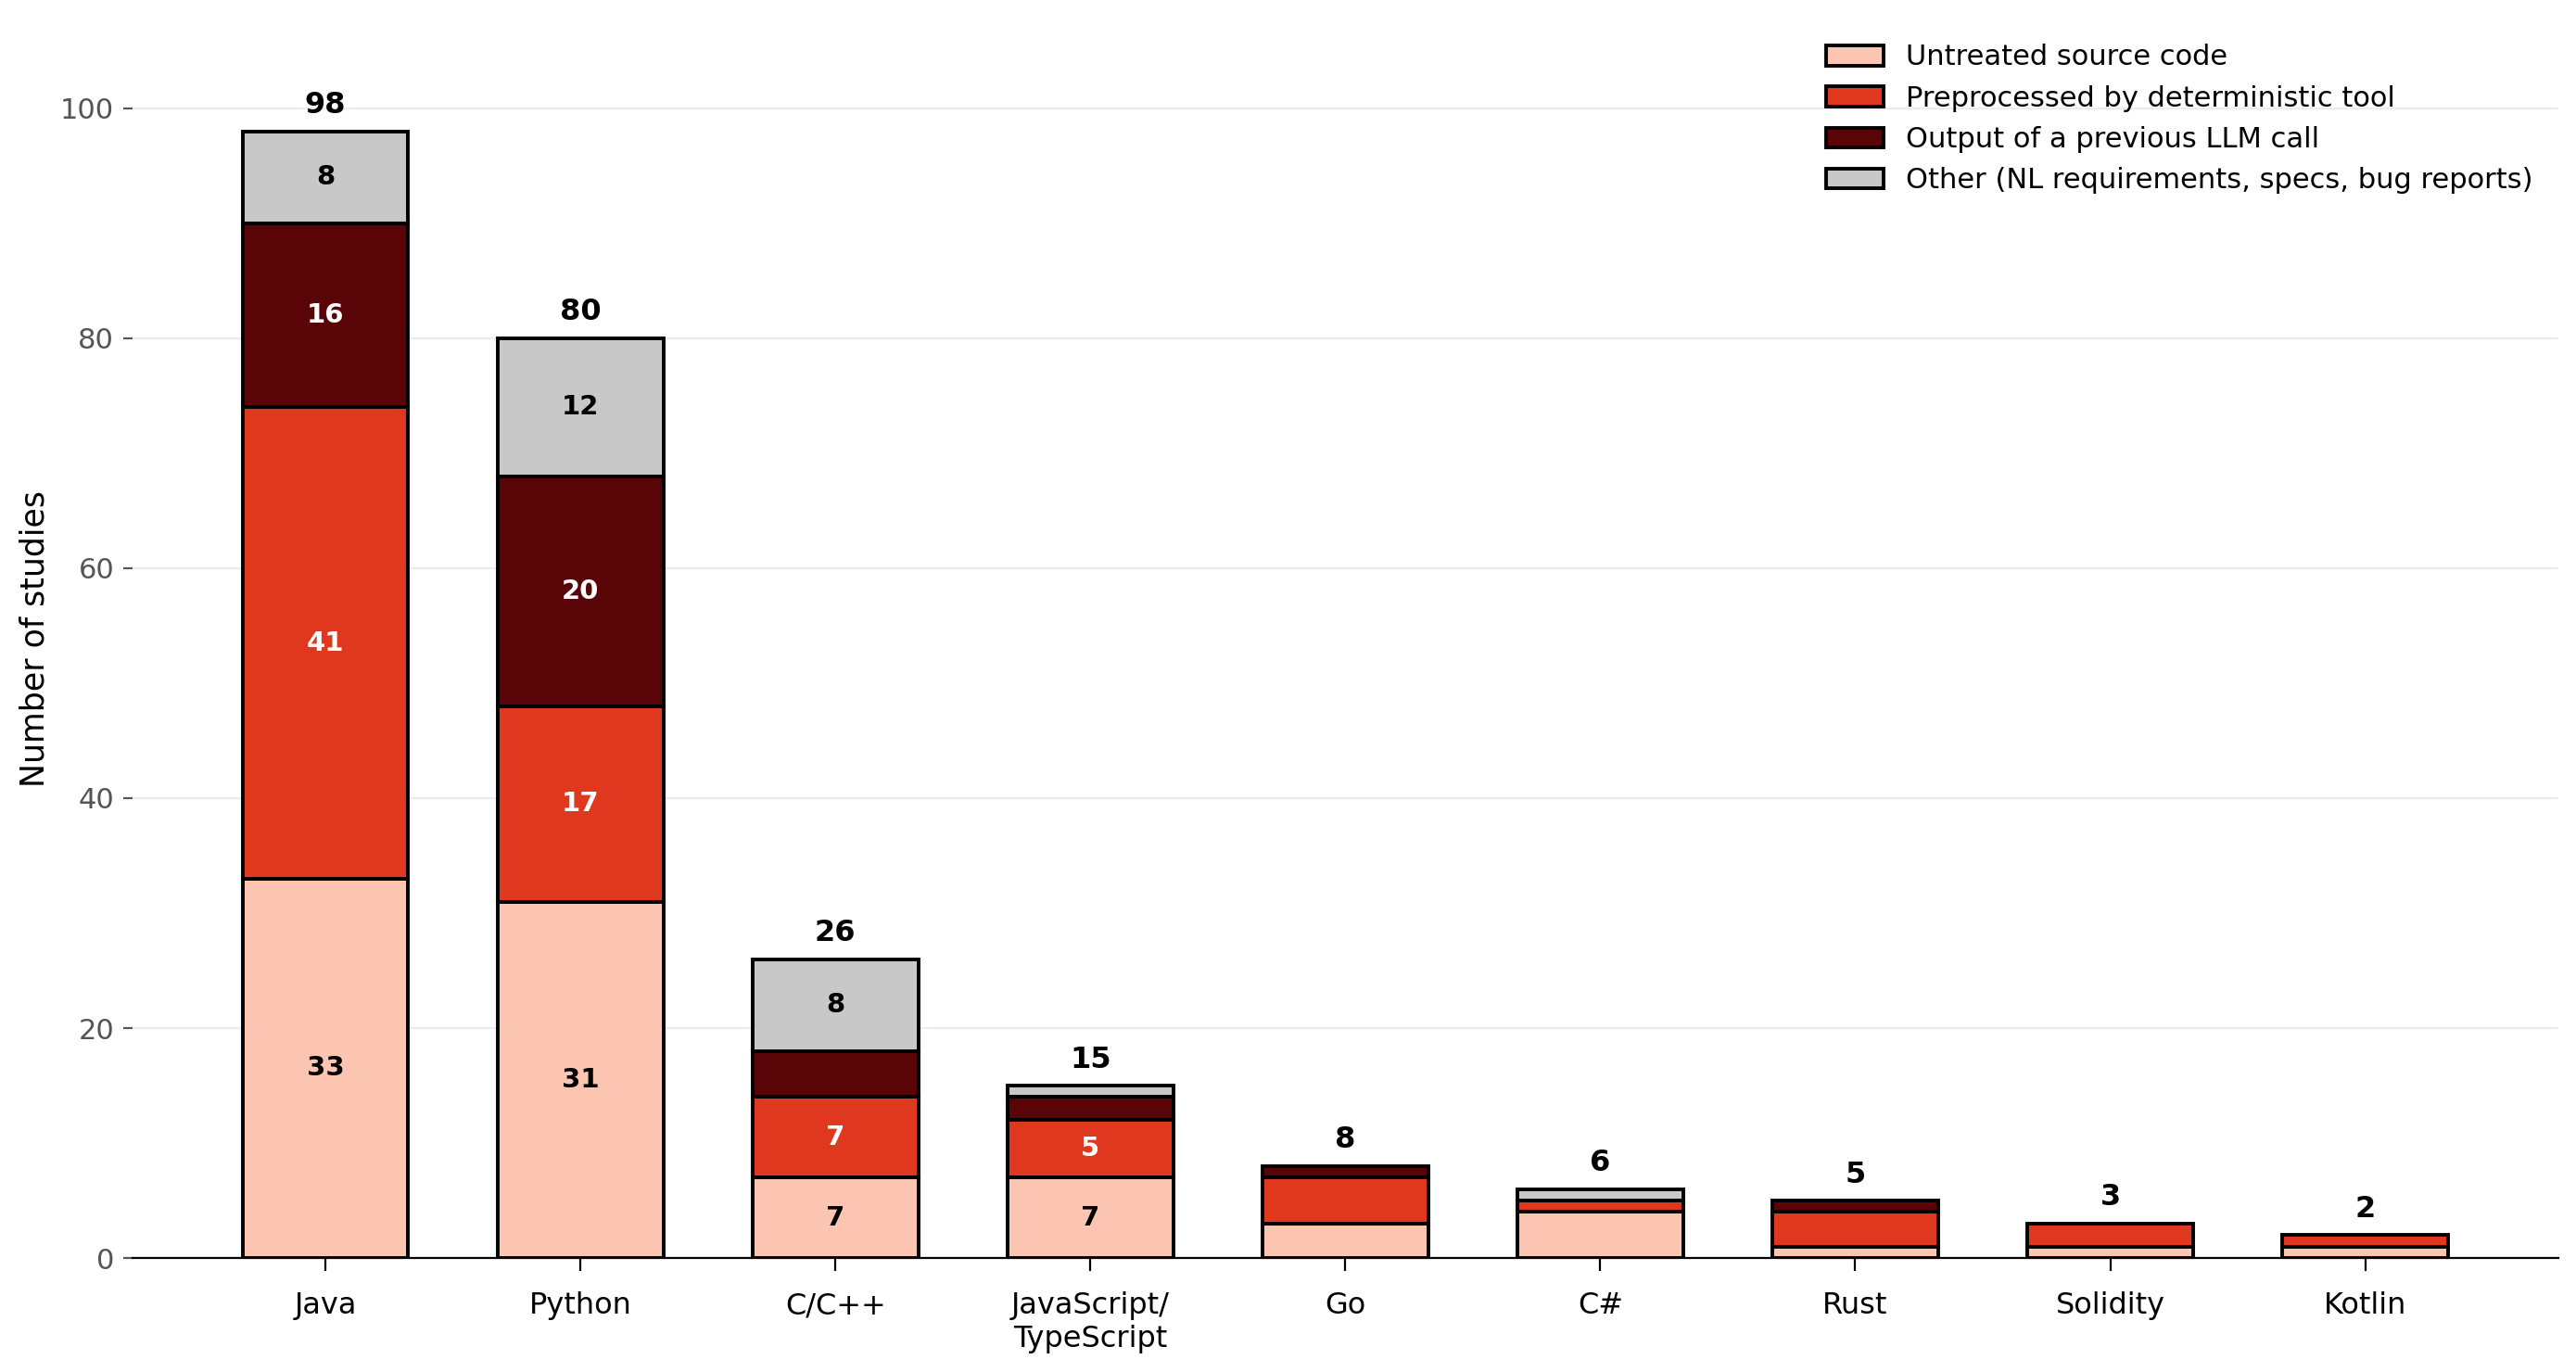 Untreated source code
Preprocessed by deterministic tool
Output of a previous LLM call
Other (NL requirements, specs, bug reports)
Number of studies
100
80
60
40
20
0
98
8
16
41
33
80
12
20
17
31
26
8
7
7
15
5
7
8
6
5
3
2
Java
Python
C/C++
JavaScript/
TypeScript
Go
C#
Rust
Solidity
Kotlin